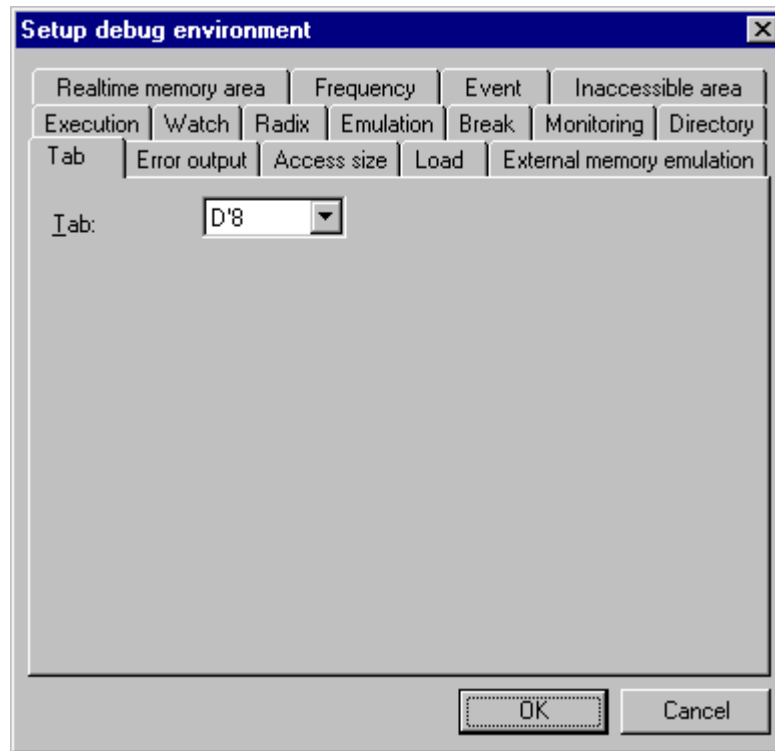 Setup debug environment
Realtime memory area Frequency Event Inaccessible area
Execution Watch Radix Emulation Break Monitoring Directory
Tab Error output Access size Load External memory emulation
Tab: D'8
OK Cancel